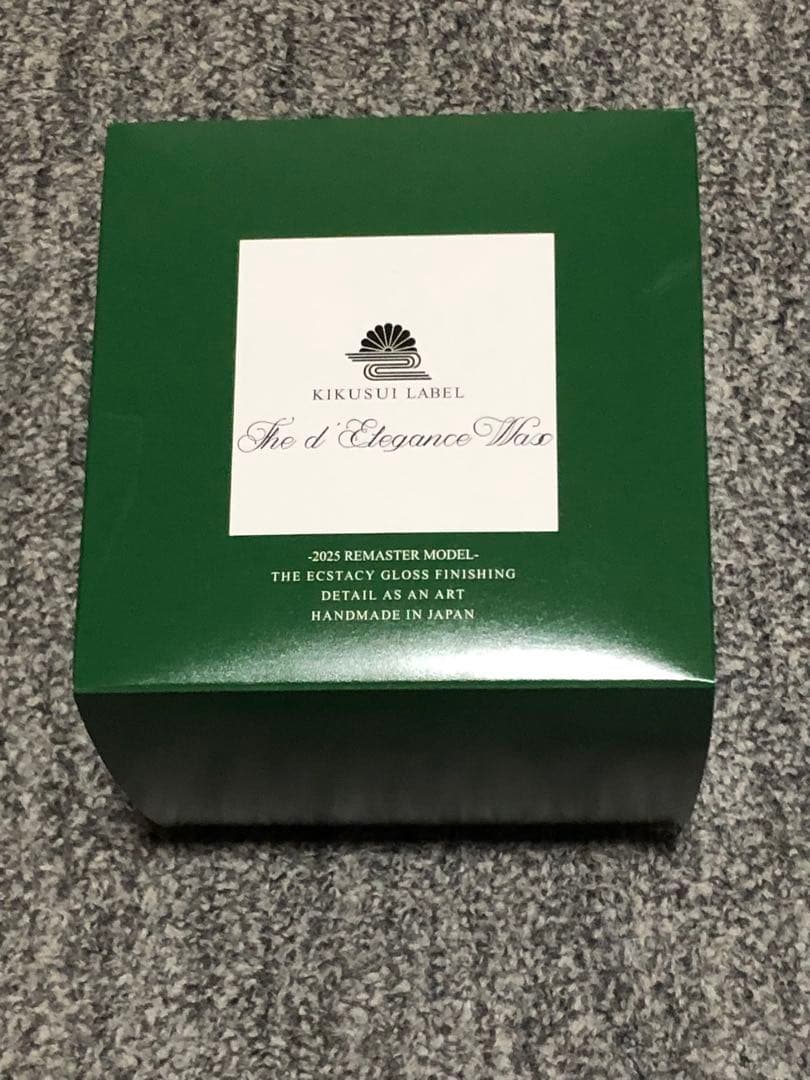 KIKUSUI LABEL
The d'Elegance Wax
-2025 REMASTER MODEL-
THE ECSTACY GLOSS FINISHING
DETAIL AS AN ART
HANDMADE IN JAPAN